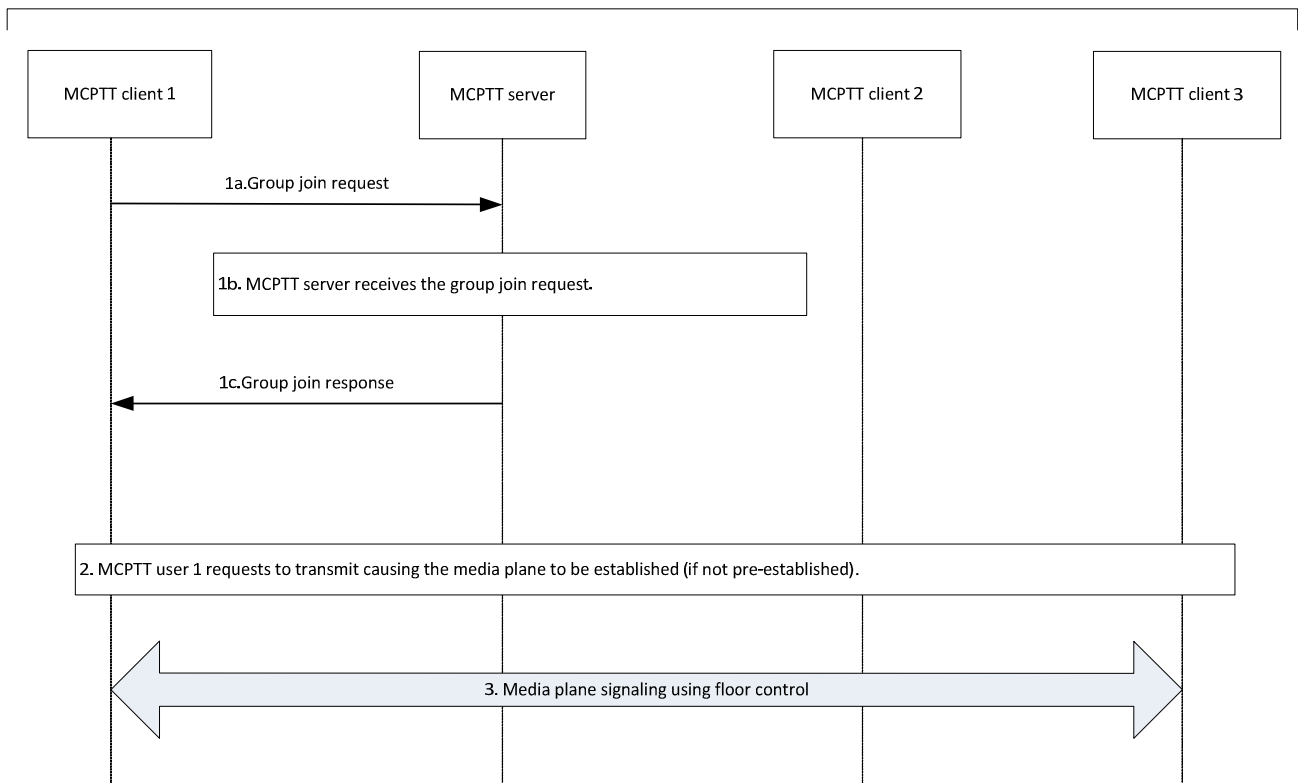 MCPTT client 1
MCPTT server
MCPTT client 2
MCPTT client 3
1a.Group join request
1b. MCPTT server receives the group join request.
1c.Group join response
2. MCPTT user 1 requests to transmit causing the media plane to be established (if not pre-established).
3. Media plane signaling using floor control